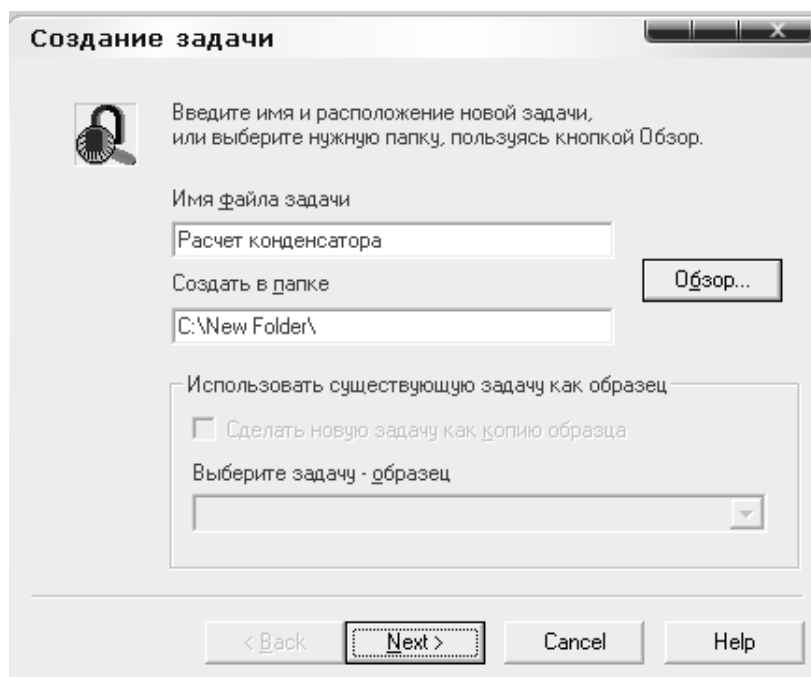 Создание задачи
Введите имя и расположение новой задачи,
или выберите нужную папку, пользуясь кнопкой Обзор.
Имя файла задачи
Расчет конденсатора
Создать в папке
Обзор...
C:\New Folder\
Использовать существующую задачу как образец
Сделать новую задачу как копию образца
Выберите задачу - образец
< Back
Next >
Cancel
Help